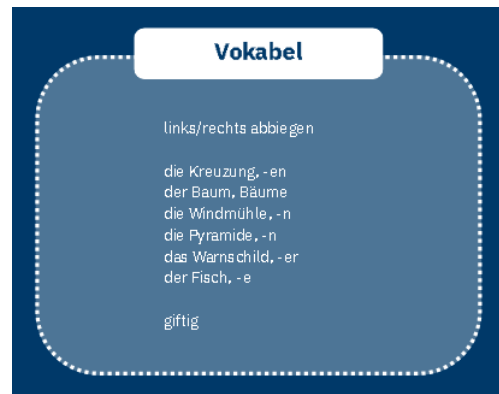 Vokabel
links/rechts abbiegen
die Kreuzung, -en
der Baum, Bäume
die Windmühle, -n
die Pyramide, -n
das Warnschild, -er
der Fisch, -e
giftig